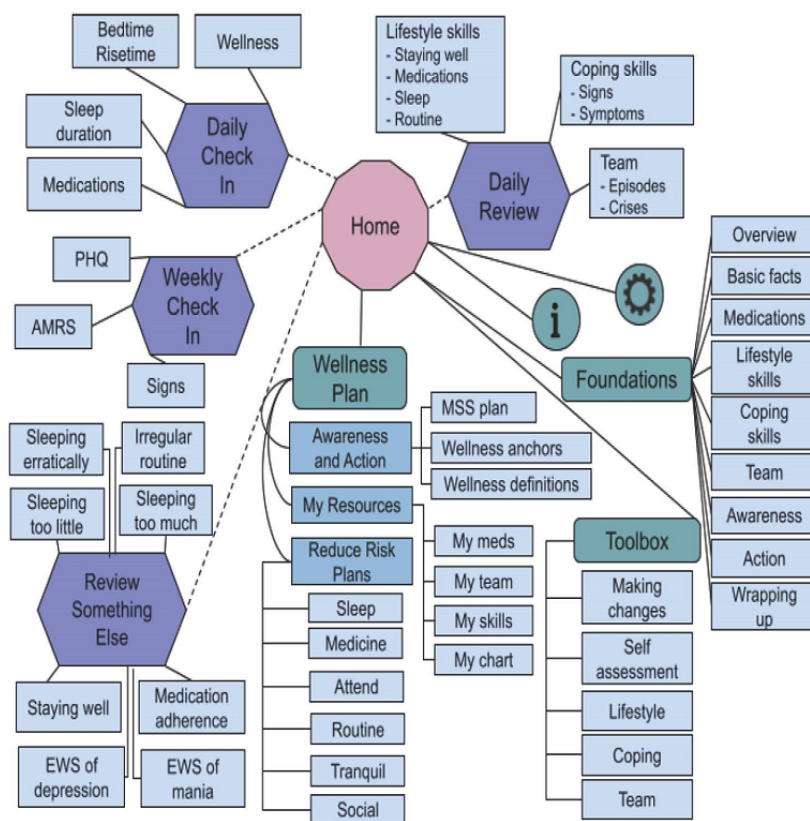 Bedtime
Risetime
Wellness
Sleep
duration
Medications
Daily
Check
In
Lifestyle skills
- Staying well
- Medications
- Sleep
- Routine
Coping skills
- Signs
- Symptoms
Team
- Episodes
- Crises
Daily
Review
Home
PHQ
AMRS
Signs
Weekly
Check
In
i
Overview
Basic facts
Medications
Lifestyle
skills
Coping
skills
Team
Awareness
Action
Wrapping
up
Foundations
Wellness
Plan
Awareness
and Action
MSS plan
Wellness anchors
Wellness definitions
My Resources
My meds
My team
My skills
My chart
Reduce Risk
Plans
Sleep
Medicine
Attend
Routine
Tranquil
Social
Sleeping
erratically
Irregular
routine
Sleeping
too little
Sleeping
too much
Review
Something
Else
Staying well
Medication
adherence
EWS of
depression
EWS of
mania
Toolbox
Making
changes
Self
assessment
Lifestyle
Coping
Team